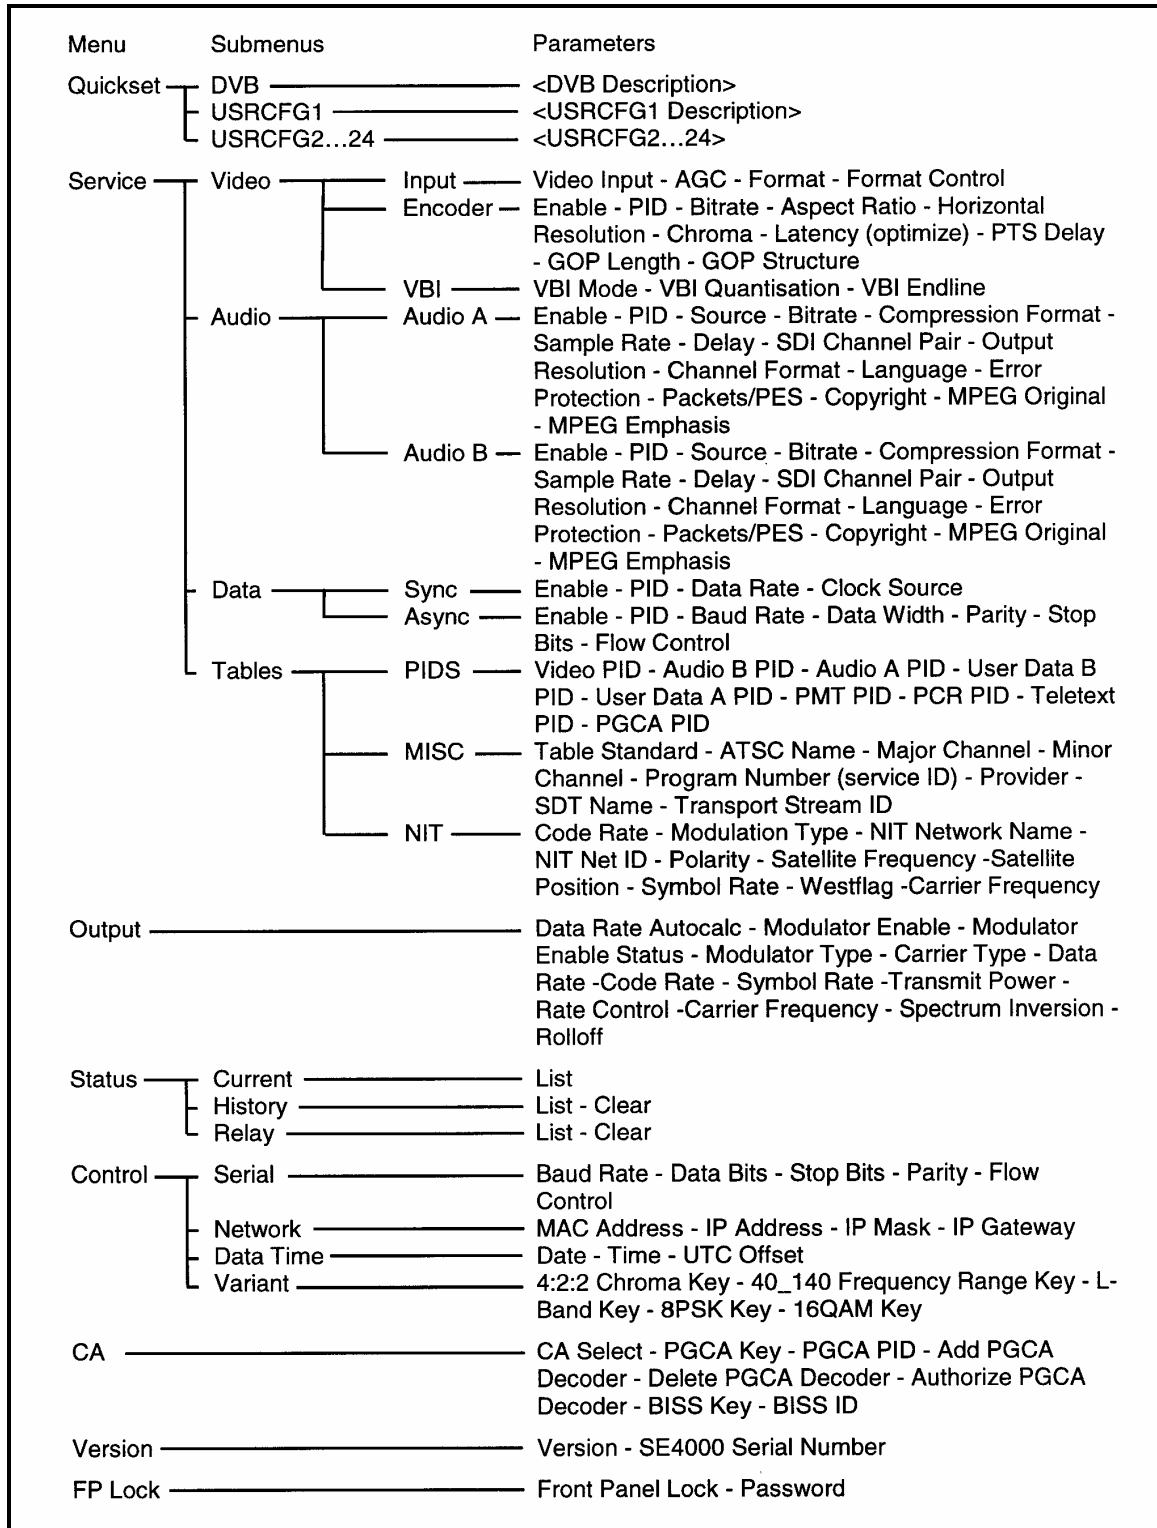 Menu Submenus Parameters
Quickset DVB <DVB Description>
USRCFG1 <USRCFG1 Description>
USRCFG2...24 <USRCFG2...24>
Service Video Input Video Input - AGC - Format - Format Control
Encoder Enable - PID - Bitrate - Aspect Ratio - Horizontal
Resolution - Chroma - Latency (optimize) - PTS Delay
- GOP Length - GOP Structure
VBI VBI Mode - VBI Quantisation - VBI Endline
Audio Audio A Enable - PID - Source - Bitrate - Compression Format -
Sample Rate - Delay - SDI Channel Pair - Output
Resolution - Channel Format - Language - Error
Protection - Packets/PES - Copyright - MPEG Original
- MPEG Emphasis
Audio B Enable - PID - Source - Bitrate - Compression Format -
Sample Rate - Delay - SDI Channel Pair - Output
Resolution - Channel Format - Language - Error
Protection - Packets/PES - Copyright - MPEG Original
- MPEG Emphasis
Data Sync Enable - PID - Data Rate - Clock Source
Async Enable - PID - Baud Rate - Data Width - Parity - Stop
Bits - Flow Control
Tables PIDS Video PID - Audio B PID - Audio A PID - User Data B
PID - User Data A PID - PMT PID - PCR PID - Teletext
PID - PGCA PID
MISC Table Standard - ATSC Name - Major Channel - Minor
Channel - Program Number (service ID) - Provider -
SDT Name - Transport Stream ID
NIT Code Rate - Modulation Type - NIT Network Name -
NIT Net ID - Polarity - Satellite Frequency -Satellite
Position - Symbol Rate - Westflag -Carrier Frequency
Output Data Rate Autocalc - Modulator Enable - Modulator
Enable Status - Modulator Type - Carrier Type - Data
Rate -Code Rate - Symbol Rate -Transmit Power -
Rate Control -Carrier Frequency - Spectrum Inversion -
Rolloff
Status Current List
History List - Clear
Relay List - Clear
Control Serial Baud Rate - Data Bits - Stop Bits - Parity - Flow
Control
Network MAC Address - IP Address - IP Mask - IP Gateway
Data Time Date - Time - UTC Offset
Variant 4:2:2 Chroma Key - 40_140 Frequency Range Key - L-
Band Key - 8PSK Key - 16QAM Key
CA CA Select - PGCA Key - PGCA PID - Add PGCA
Decoder - Delete PGCA Decoder - Authorize PGCA
Decoder - BISS Key - BISS ID
Version Version - SE4000 Serial Number
FP Lock Front Panel Lock - Password